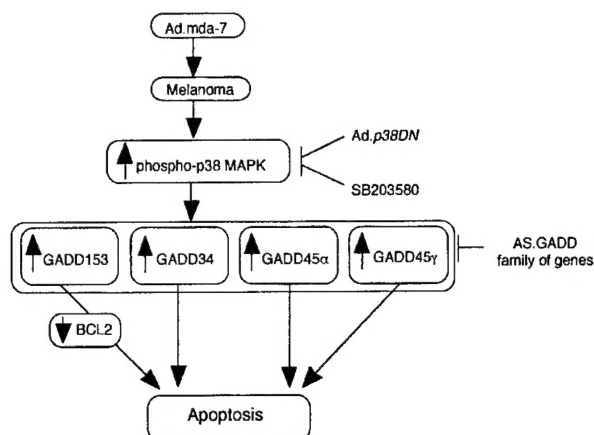 Ad.mda-7
Melanoma
phospho-p38 MAPK
Ad.p38DN
SB203580
GADD153
GADD34
GADD45α
GADD45γ
AS.GADD
family of genes
BCL2
Apoptosis